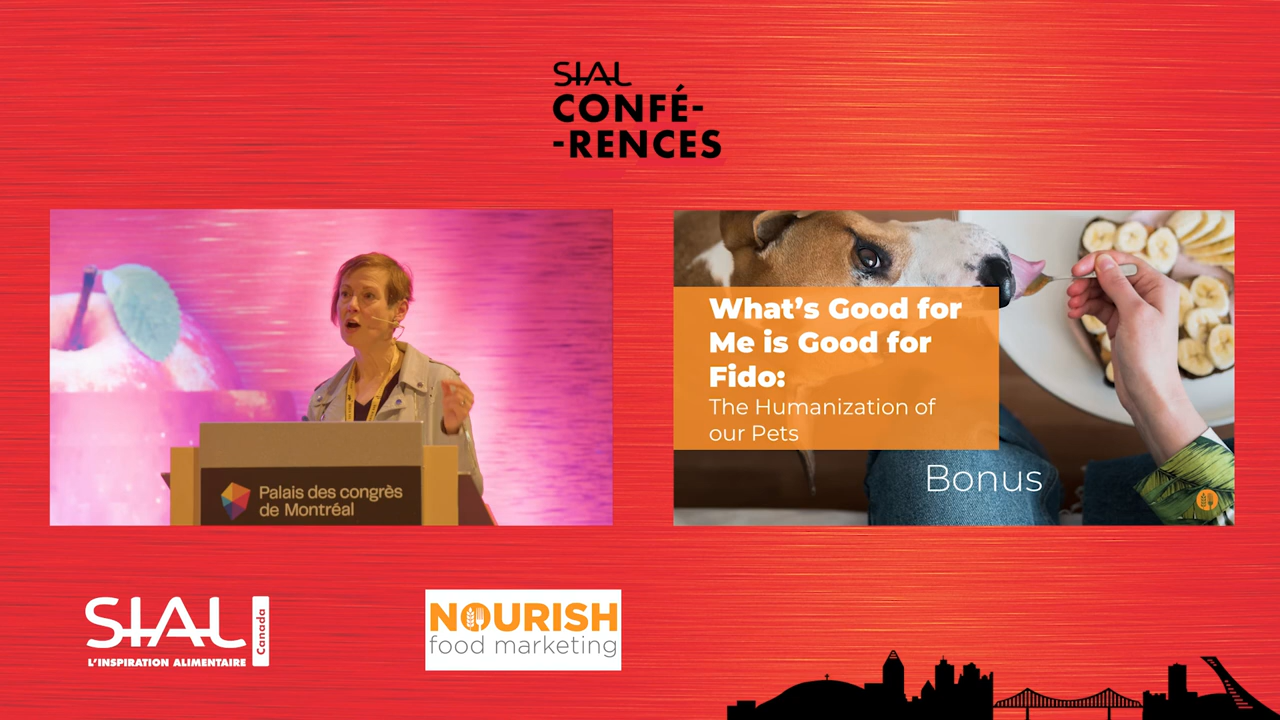 SIAL
CONFÉ-
-RENCES
Palais des congrès
de Montréal
What's Good for
Me is Good for
Fido:
The Humanization of
our Pets
Bonus
SIAL
Canada
L'INSPIRATION ALIMENTAIRE
NOURISH
food marketing